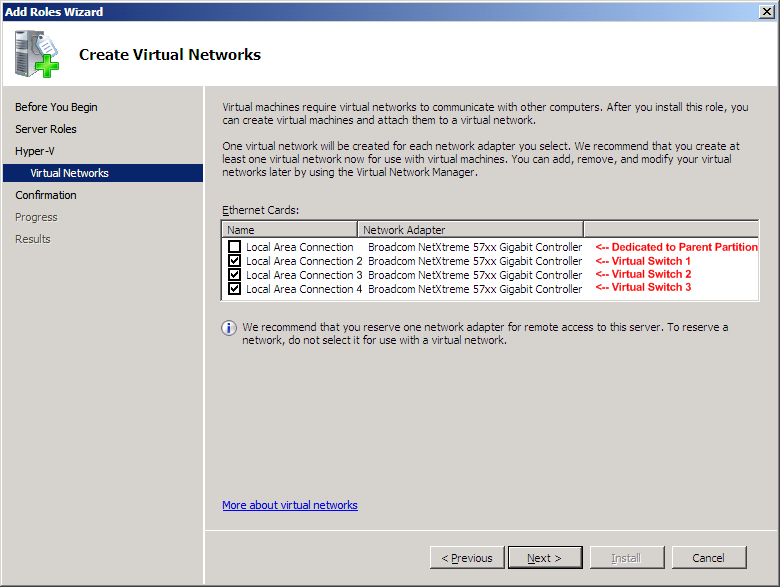 Add Roles Wizard
Create Virtual Networks
Before You Begin
Server Roles
Hyper-V
Virtual Networks
Confirmation
Progress
Results
Virtual machines require virtual networks to communicate with other computers. After you install this role, you
can create virtual machines and attach them to a virtual network.
One virtual network will be created for each network adapter you select. We recommend that you create at
least one virtual network now for use with virtual machines. You can add, remove, and modify your virtual
networks later by using the Virtual Network Manager.
Ethernet Cards:
Name Network Adapter
Local Area Connection Broadcom NetXtreme 57xx Gigabit Controller <-- Dedicated to Parent Partition
Local Area Connection 2 Broadcom NetXtreme 57xx Gigabit Controller <-- Virtual Switch 1
Local Area Connection 3 Broadcom NetXtreme 57xx Gigabit Controller <-- Virtual Switch 2
Local Area Connection 4 Broadcom NetXtreme 57xx Gigabit Controller <-- Virtual Switch 3
We recommend that you reserve one network adapter for remote access to this server. To reserve a
network, do not select it for use with a virtual network.
More about virtual networks
< Previous Next > Install Cancel